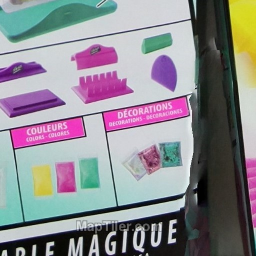 COULEURS
COLORS - COLORES
DÉCORATIONS
DECORATIONS - DECORACIONES
MapTiler.com
ABLE MAGIQUE